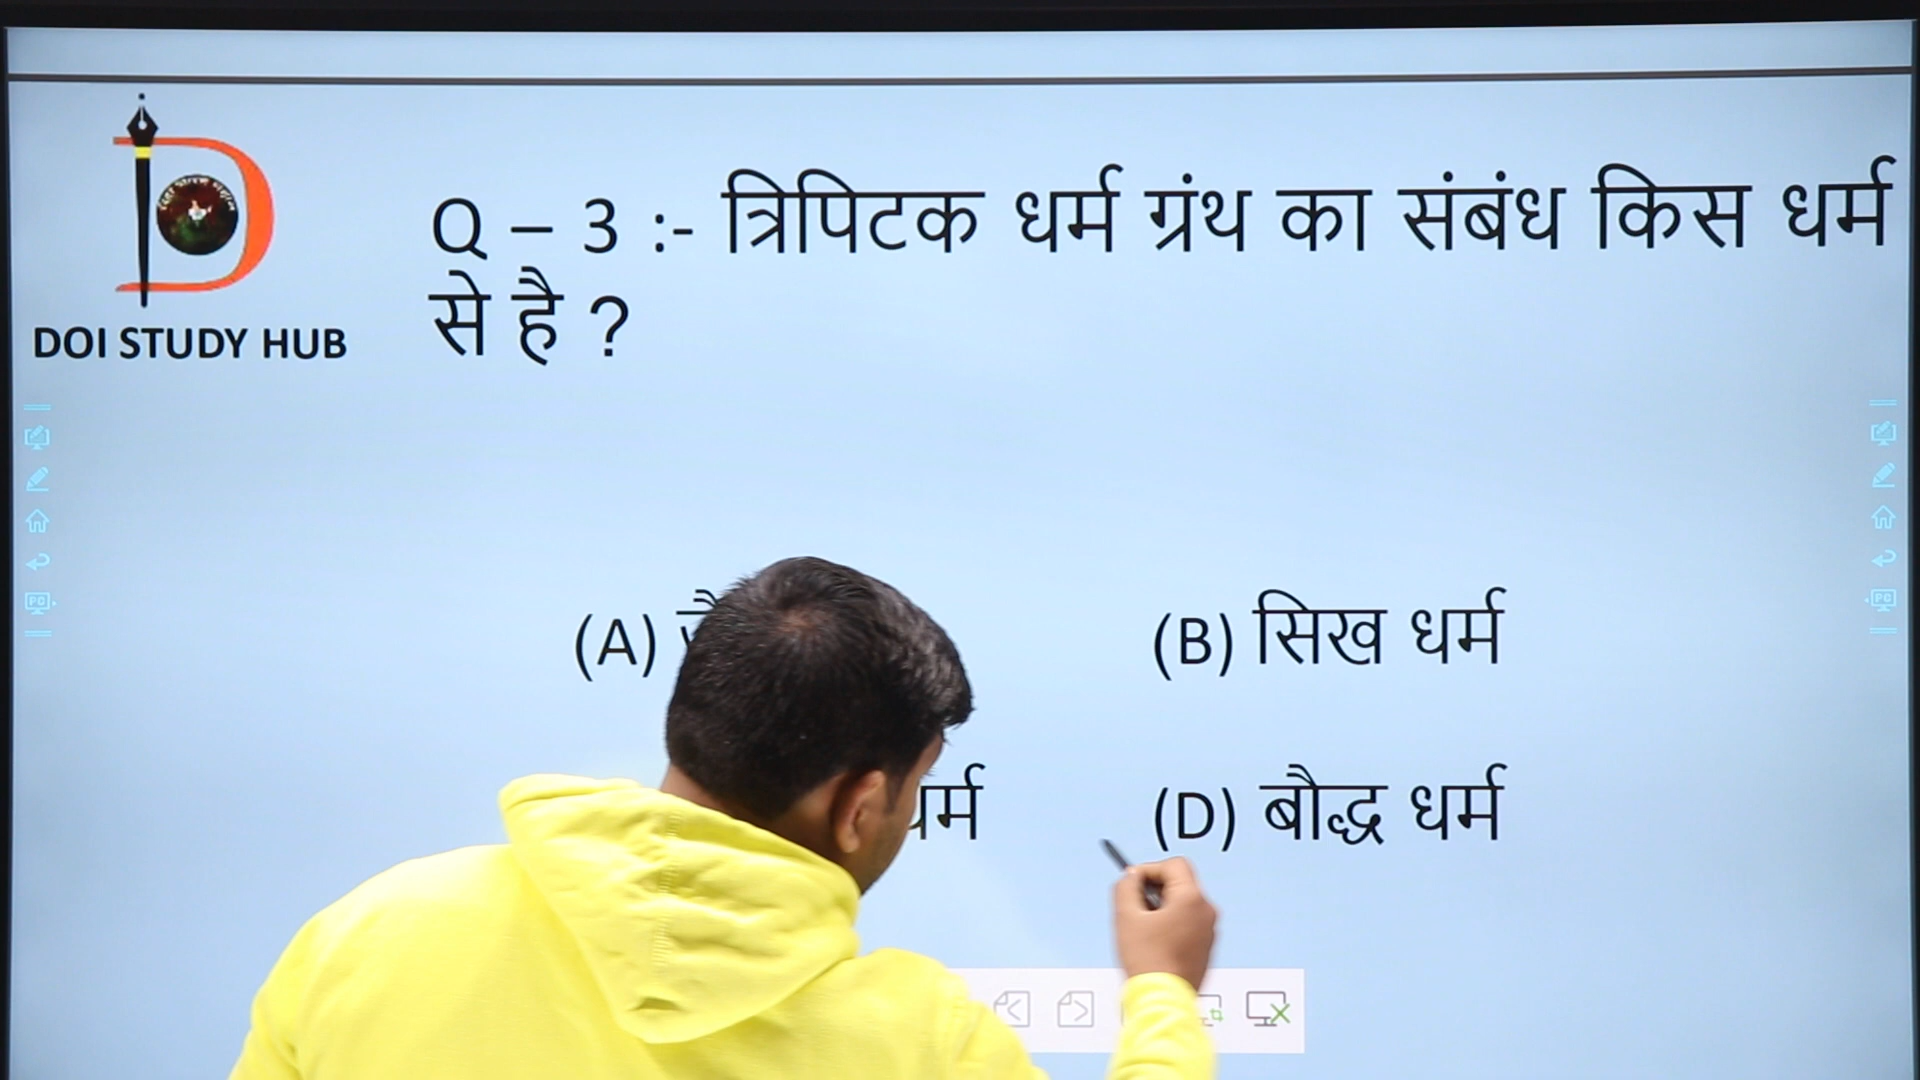 DOI STUDY HUB
Q – 3 :- त्रिपिटक धर्म ग्रंथ का संबंध किस धर्म
से है ?
(A)
(B) सिख धर्म
(D) बौद्ध धर्म